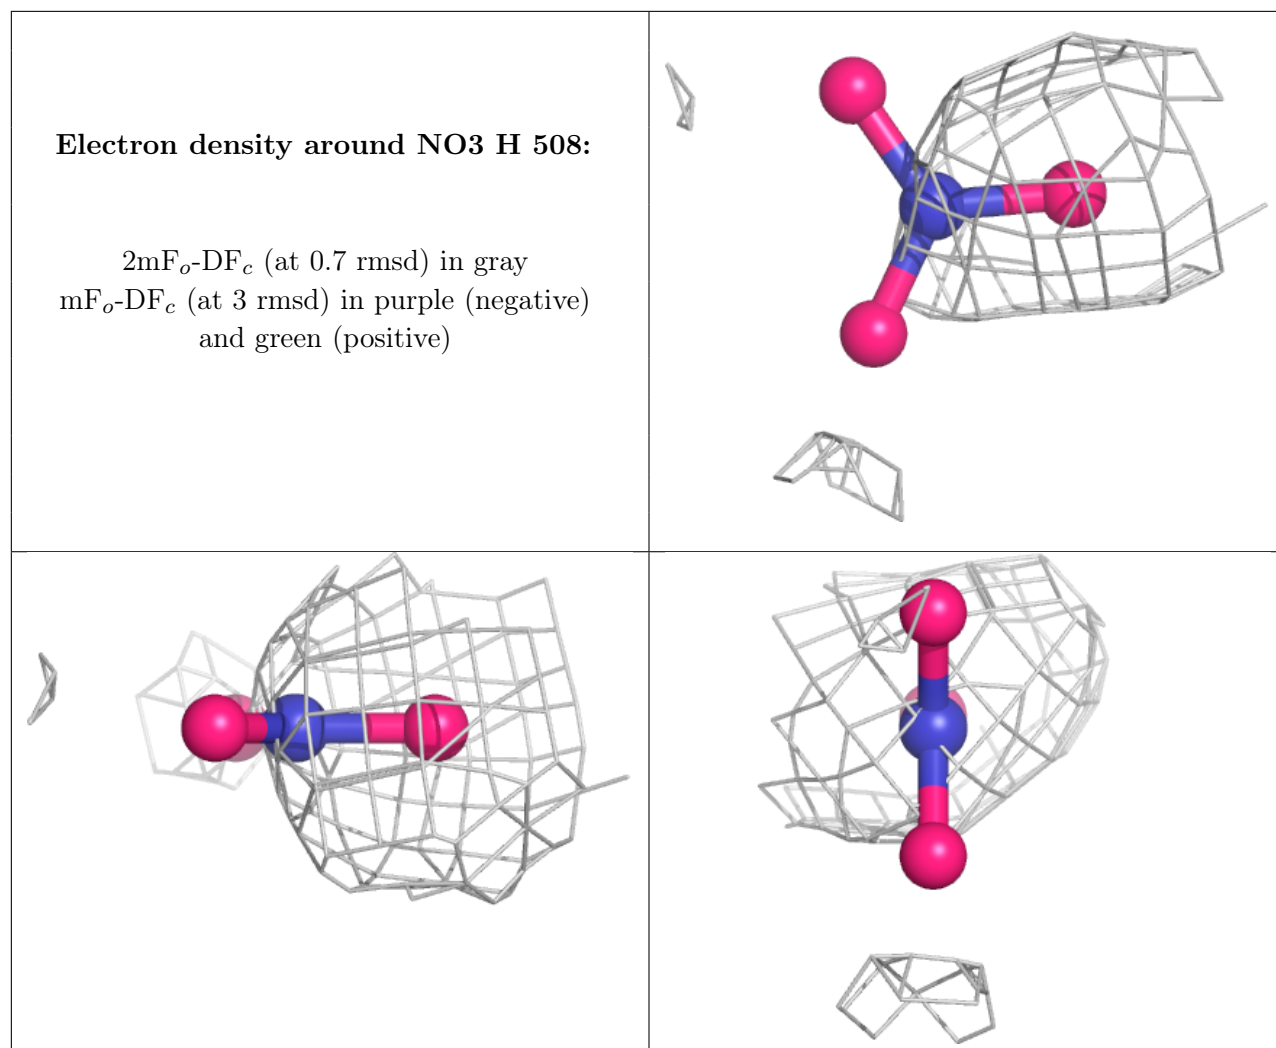 Electron density around NO3 H 508:
2mFo-DFc (at 0.7 rmsd) in gray
mFo-DFc (at 3 rmsd) in purple (negative)
and green (positive)